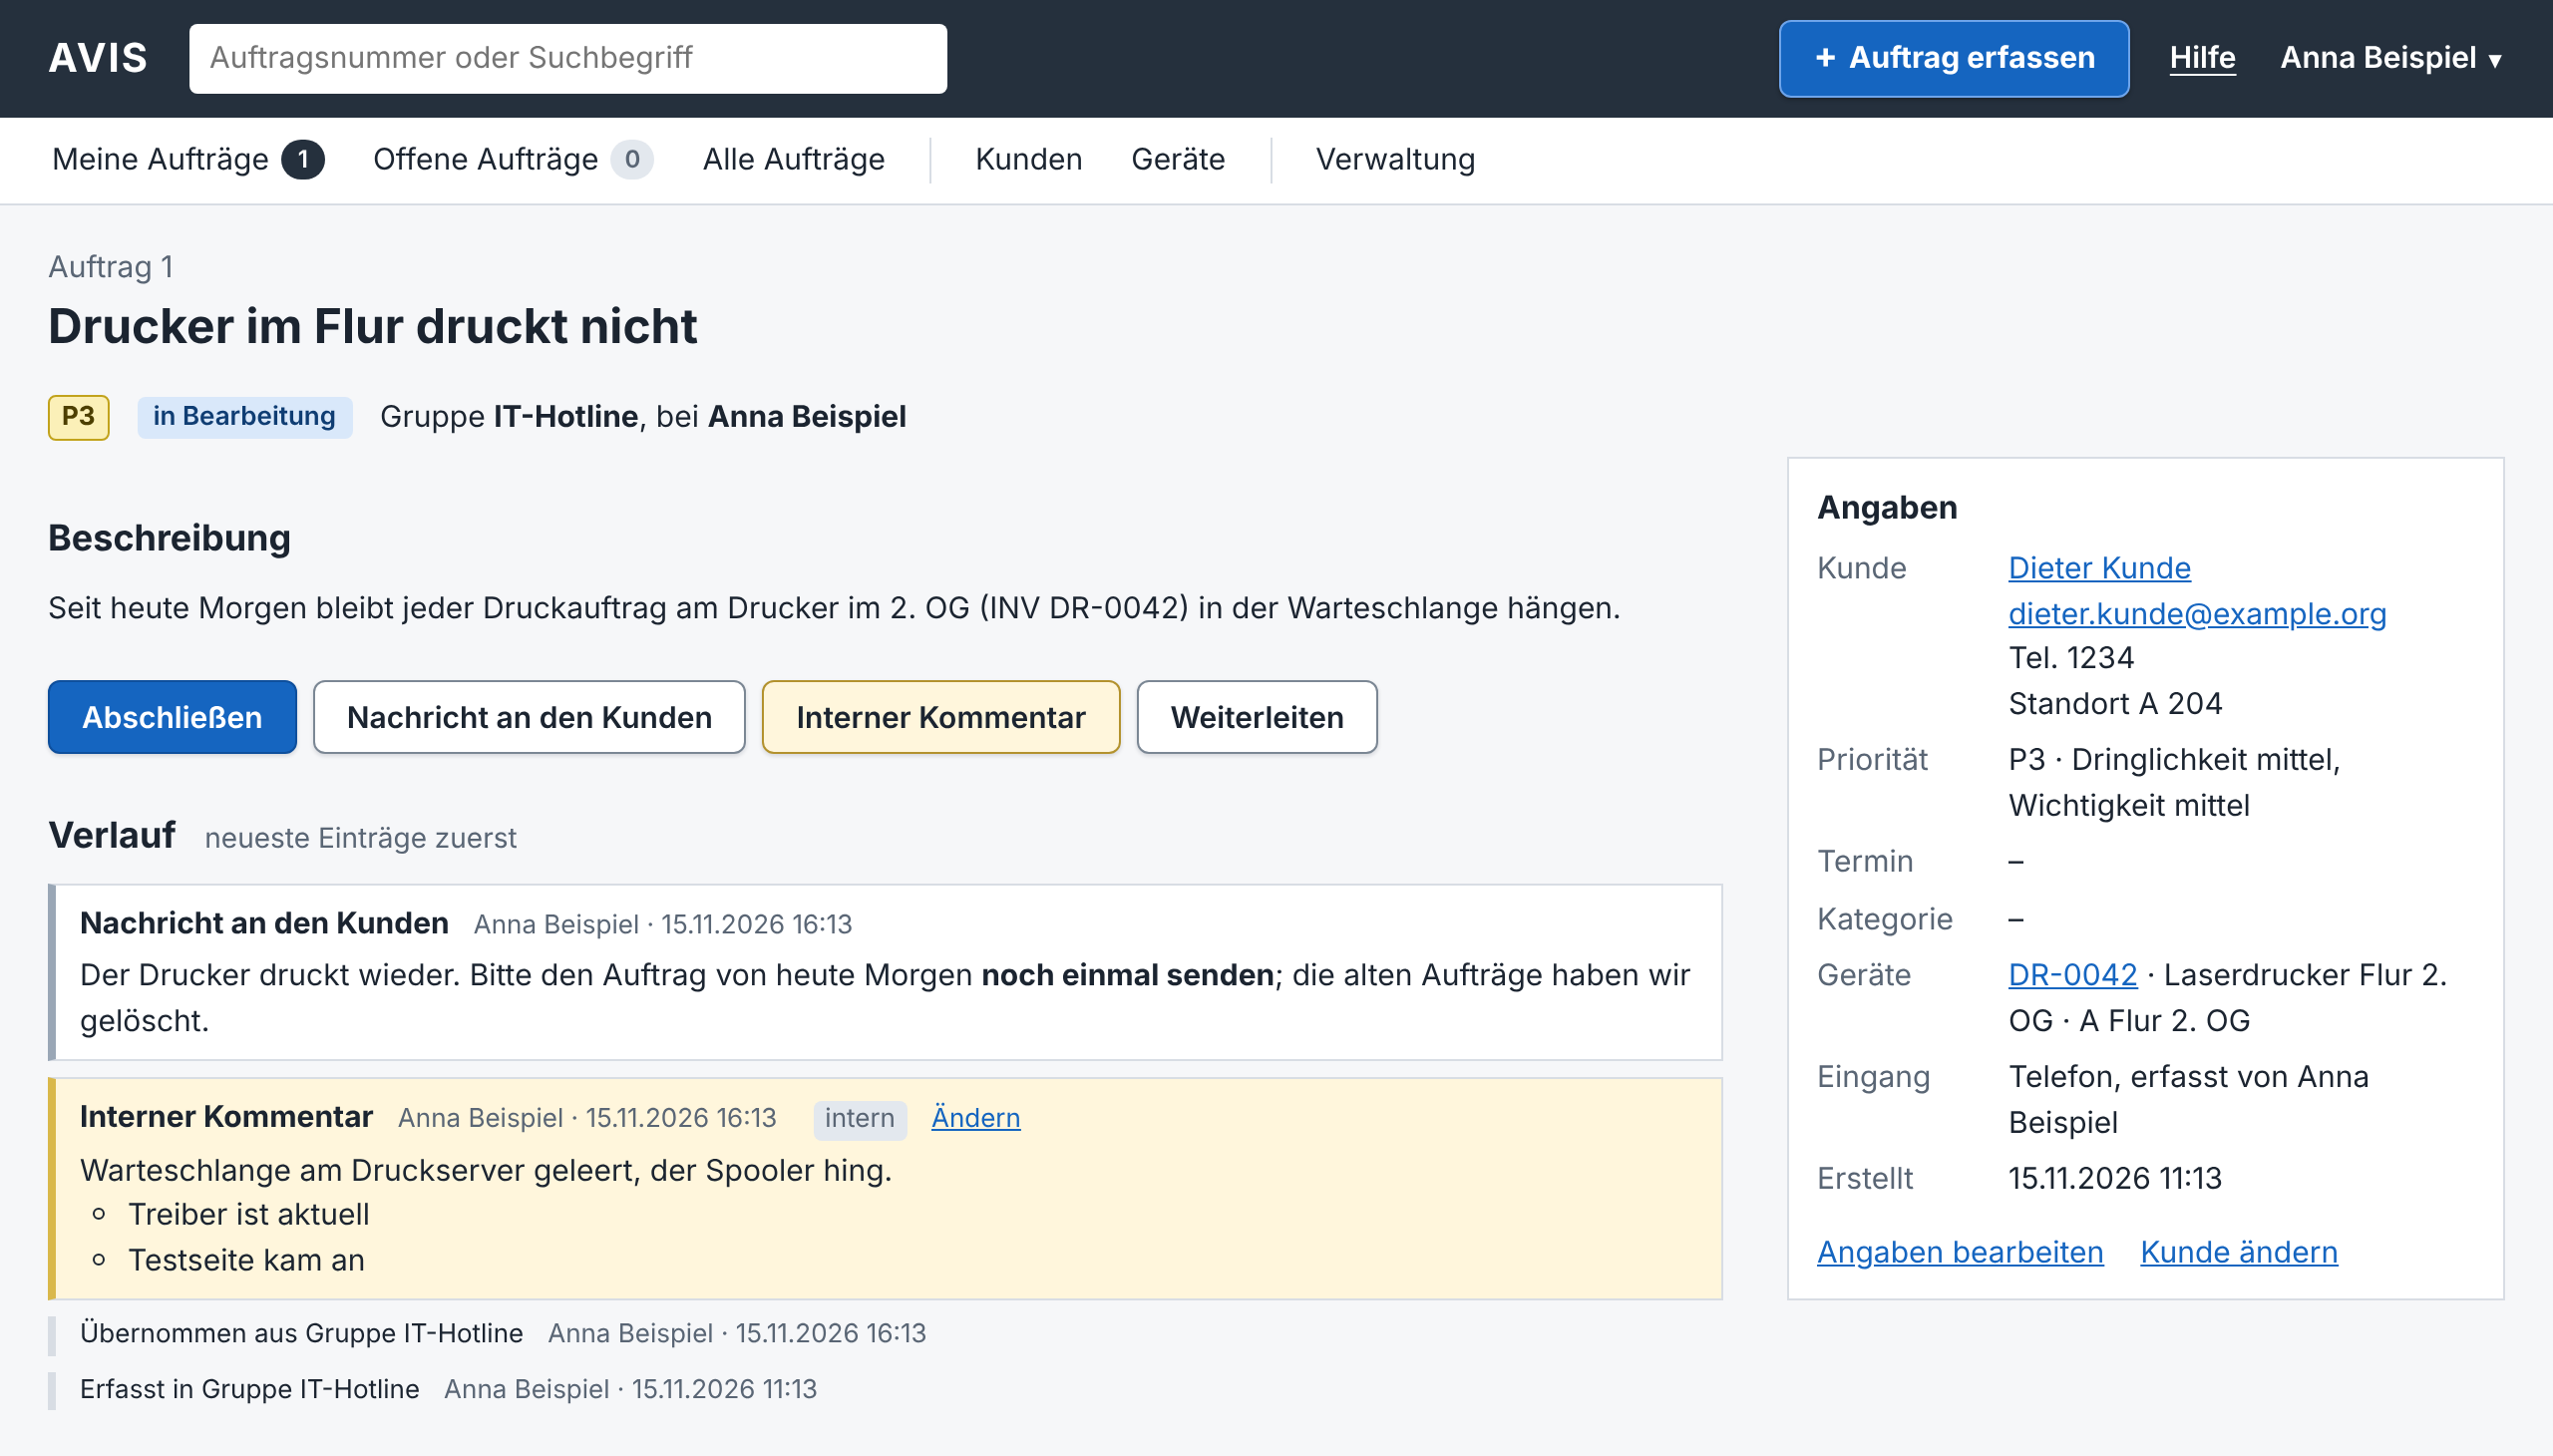 AVIS
Auftragsnummer oder Suchbegriff
+ Auftrag erfassen
Hilfe
Anna Beispiel ▾
Meine Aufträge 1
Offene Aufträge 0
Alle Aufträge
Kunden
Geräte
Verwaltung
Auftrag 1
Drucker im Flur druckt nicht
P3 in Bearbeitung Gruppe IT-Hotline, bei Anna Beispiel
Beschreibung
Seit heute Morgen bleibt jeder Druckauftrag am Drucker im 2. OG (INV DR-0042) in der Warteschlange hängen.
Abschließen
Nachricht an den Kunden
Interner Kommentar
Weiterleiten
Verlauf neueste Einträge zuerst
Nachricht an den Kunden Anna Beispiel · 15.11.2026 16:13
Der Drucker druckt wieder. Bitte den Auftrag von heute Morgen noch einmal senden; die alten Aufträge haben wir
gelöscht.
Interner Kommentar Anna Beispiel · 15.11.2026 16:13 intern Ändern
Warteschlange am Druckserver geleert, der Spooler hing.
Treiber ist aktuell
Testseite kam an
Übernommen aus Gruppe IT-Hotline Anna Beispiel · 15.11.2026 16:13
Erfasst in Gruppe IT-Hotline Anna Beispiel · 15.11.2026 11:13
Angaben
Kunde Dieter Kunde
dieter.kunde@example.org
Tel. 1234
Standort A 204
Priorität P3 · Dringlichkeit mittel,
Wichtigkeit mittel
Termin –
Kategorie –
Geräte DR-0042 · Laserdrucker Flur 2.
OG · A Flur 2. OG
Eingang Telefon, erfasst von Anna
Beispiel
Erstellt 15.11.2026 11:13
Angaben bearbeiten Kunde ändern